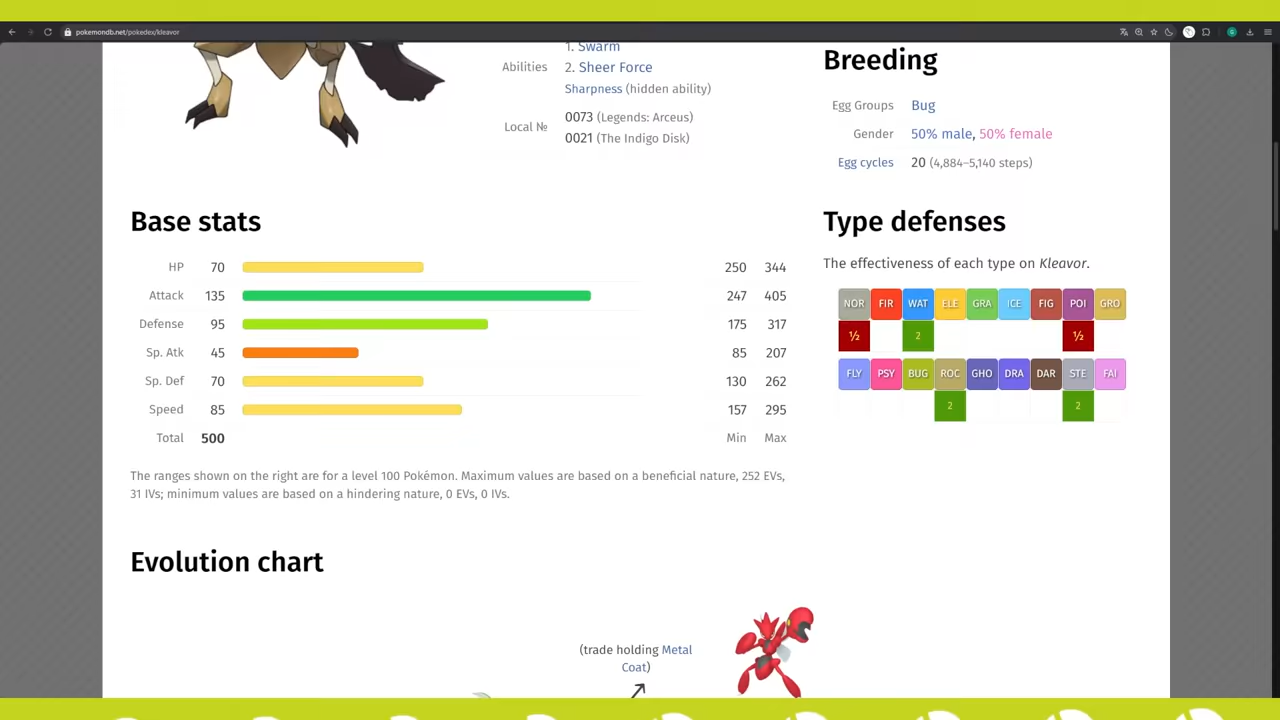 pokemondb.net/pokedex/kleavor
Abilities
1. Swarm
2. Sheer Force
Sharpness (hidden ability)
Local №
0073 (Legends: Arceus)
0021 (The Indigo Disk)
Breeding
Egg Groups Bug
Gender 50% male, 50% female
Egg cycles 20 (4,884–5,140 steps)
Base stats
HP 70 250 344
Attack 135 247 405
Defense 95 175 317
Sp. Atk 45 85 207
Sp. Def 70 130 262
Speed 85 157 295
Total 500 Min Max
The ranges shown on the right are for a level 100 Pokémon. Maximum values are based on a beneficial nature, 252 EVs,
31 IVs; minimum values are based on a hindering nature, 0 EVs, 0 IVs.
Type defenses
The effectiveness of each type on Kleavor.
NOR FIR WAT ELE GRA ICE FIG POI GRO
½ 2 ½
FLY PSY BUG ROC GHO DRA DAR STE FAI
2 2
Evolution chart
(trade holding Metal
Coat)